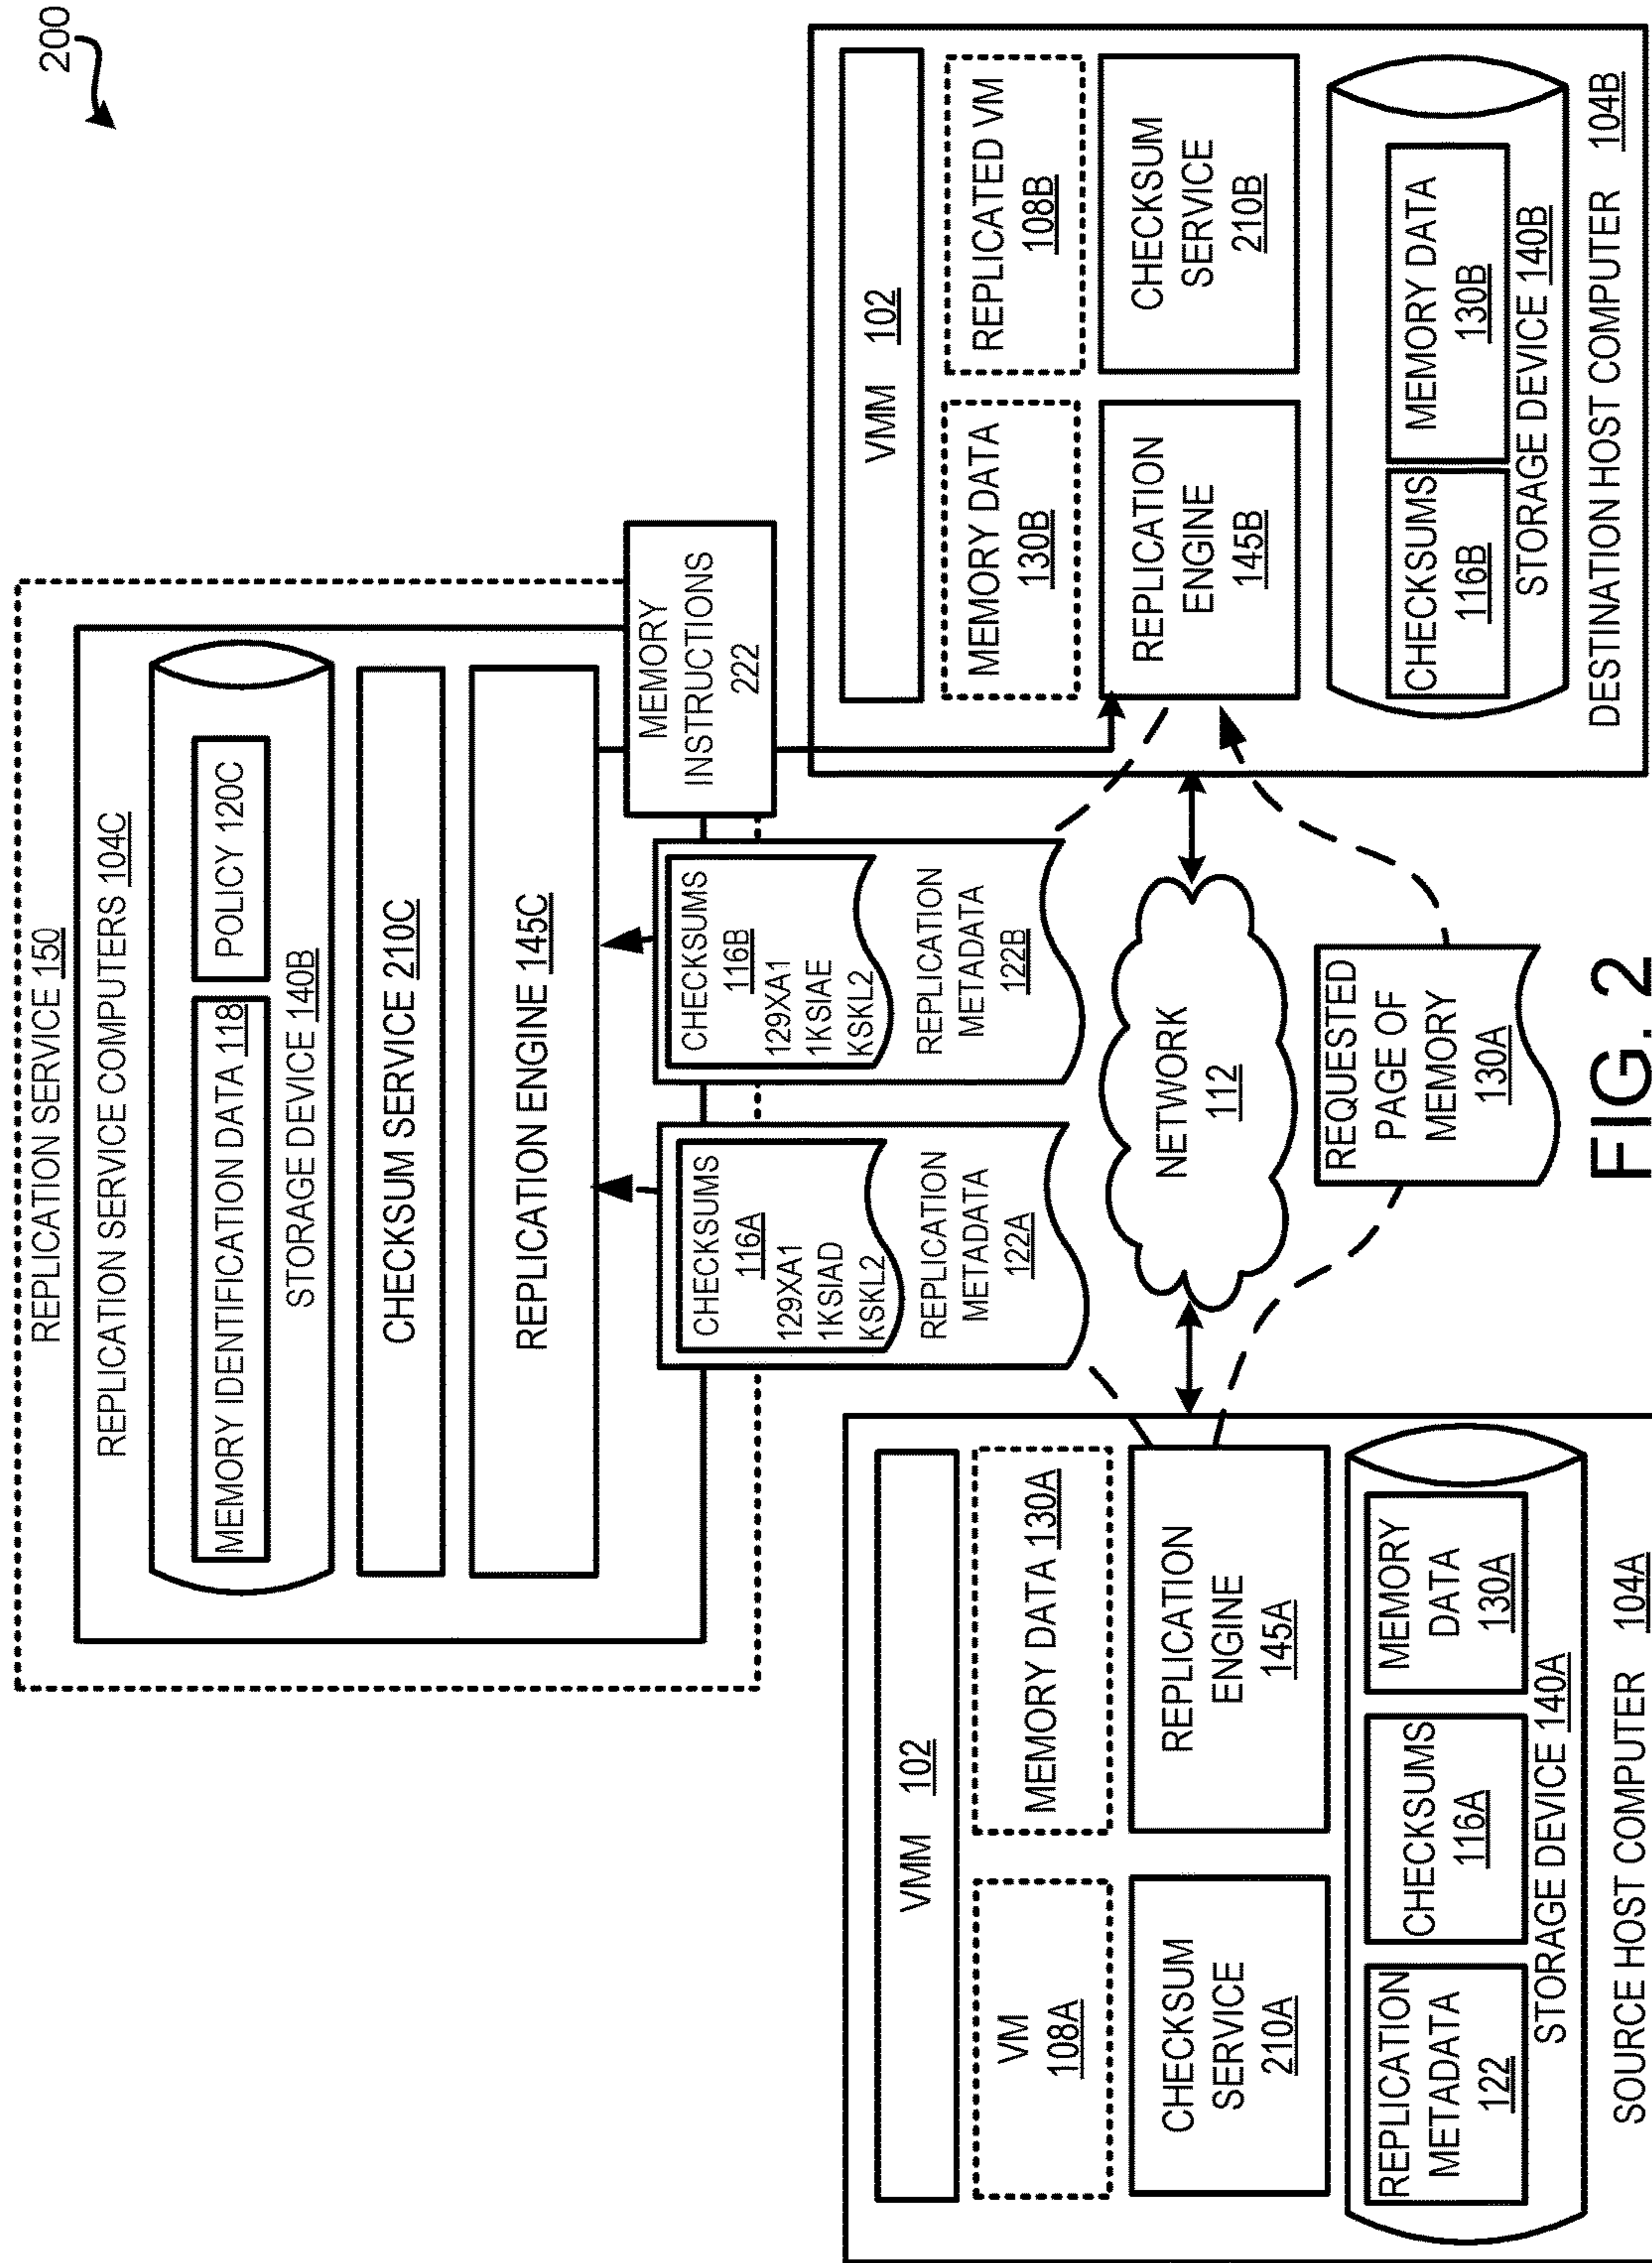 200
REPLICATION SERVICE 150
REPLICATION SERVICE COMPUTERS 104C
MEMORY IDENTIFICATION DATA 118
POLICY 120C
STORAGE DEVICE 140B
CHECKSUM SERVICE 210C
REPLICATION ENGINE 145C
MEMORY
INSTRUCTIONS
222
CHECKSUMS
116A
129XA1
1KSIAD
KSKL2
REPLICATION
METADATA
122A
CHECKSUMS
116B
129XA1
1KSIAE
KSKL2
REPLICATION
METADATA
122B
VMM 102
VM
108A
MEMORY DATA 130A
CHECKSUM
SERVICE
210A
REPLICATION
ENGINE
145A
REPLICATION
METADATA
122
CHECKSUMS
116A
MEMORY
DATA
130A
STORAGE DEVICE 140A
SOURCE HOST COMPUTER 104A
NETWORK
112
REQUESTED
PAGE OF
MEMORY
130A
VMM 102
MEMORY DATA
130B
REPLICATED VM
108B
REPLICATION
ENGINE
145B
CHECKSUM
SERVICE
210B
CHECKSUMS
116B
MEMORY DATA
130B
STORAGE DEVICE 140B
DESTINATION HOST COMPUTER 104B
FIG. 2